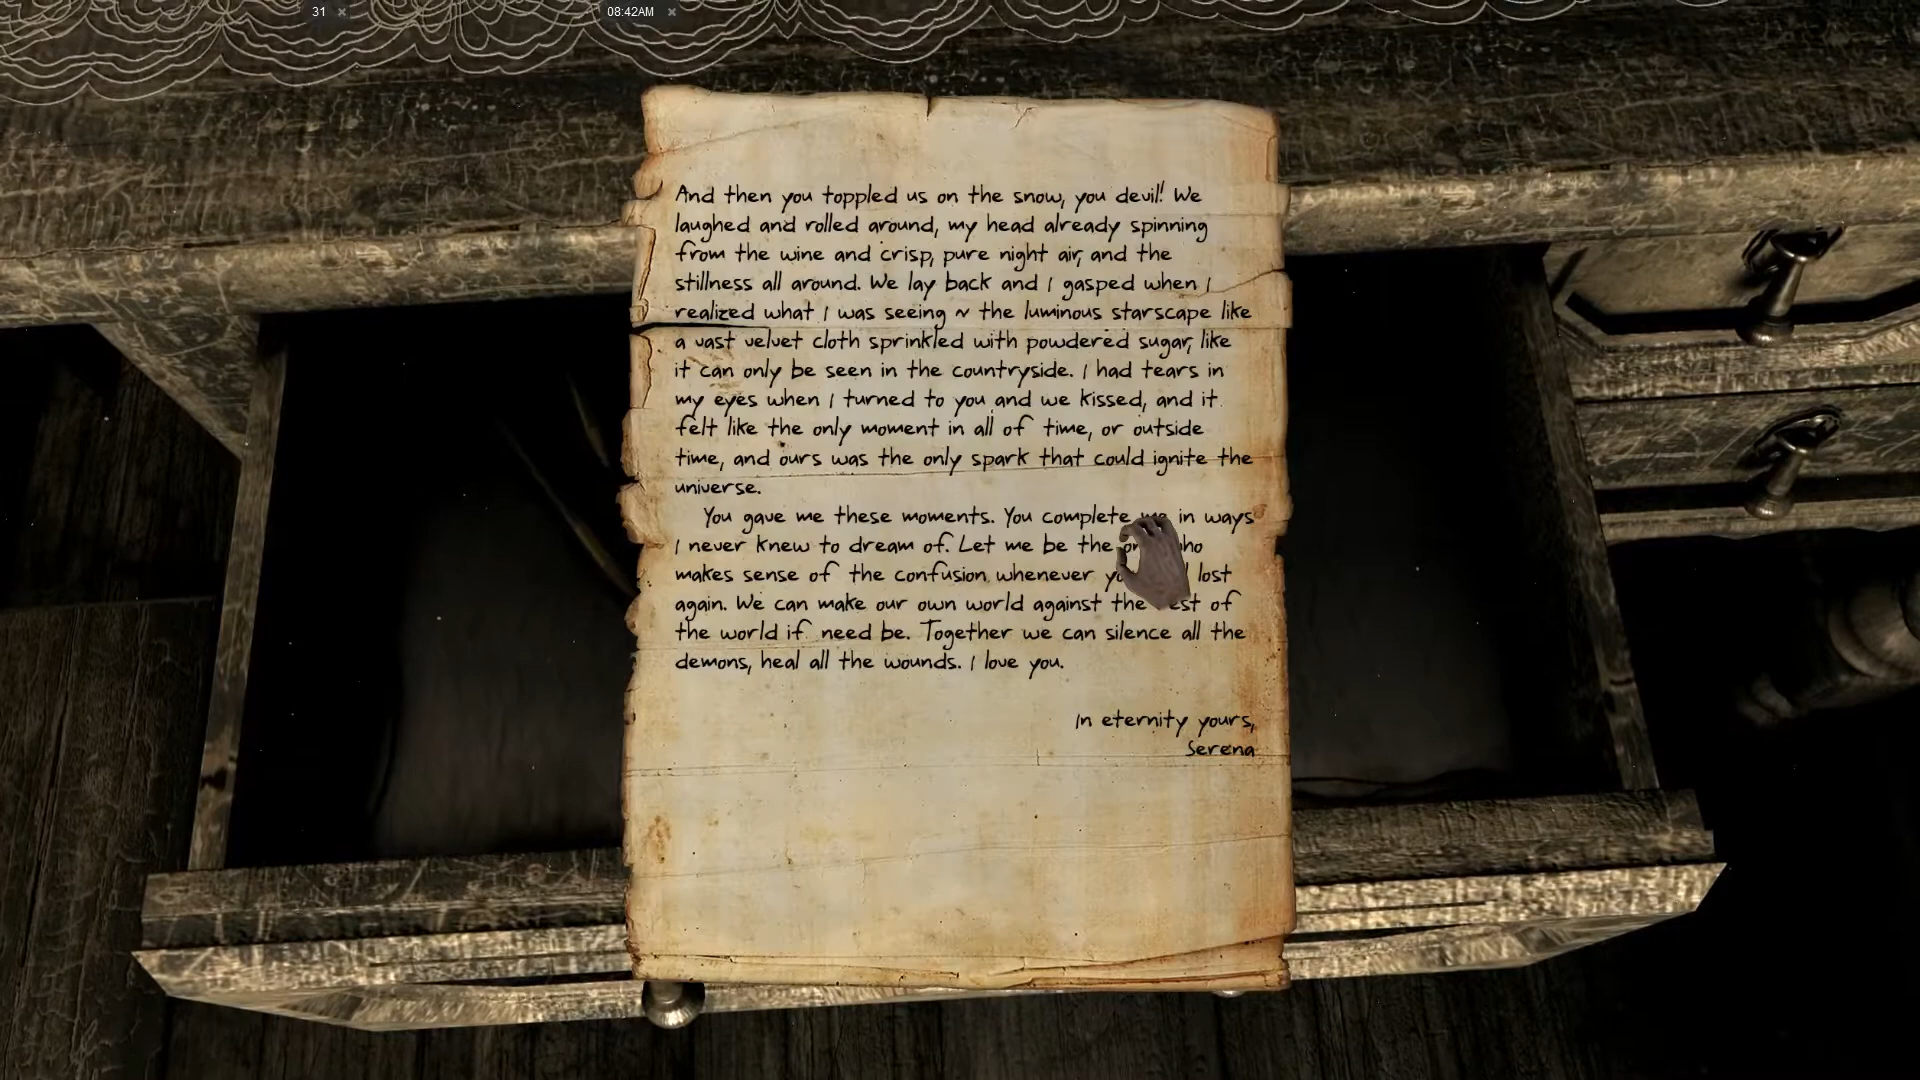 31 ×
08:42AM ×
And then you toppled us on the snow, you devil! We
laughed and rolled around, my head already spinning
from the wine and crisp, pure night air, and the
stillness all around. We lay back and I gasped when I
realized what I was seeing ~ the luminous starscape like
a vast velvet cloth sprinkled with powdered sugar, like
it can only be seen in the countryside. I had tears in
my eyes when I turned to you and we kissed, and it
felt like the only moment in all of time, or outside
time, and ours was the only spark that could ignite the
universe.
You gave me these moments. You complete me in ways
I never knew to dream of. Let me be the who
makes sense of the confusion whenever lost
again. We can make our own world against the rest of
the world if need be. Together we can silence all the
demons, heal all the wounds. I love you.
In eternity yours,
Serena